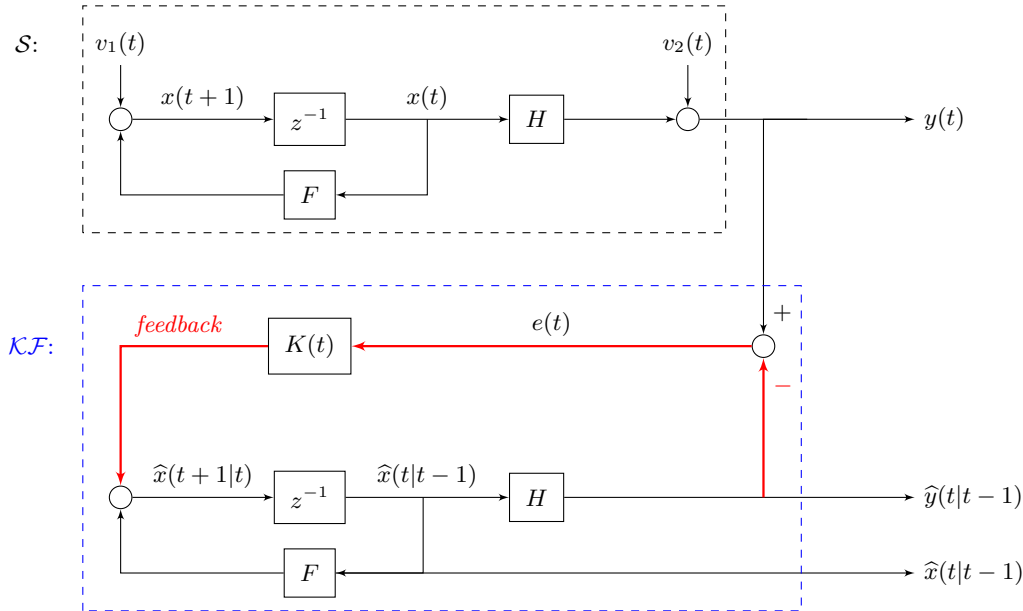 𝒮:
v₁(t)
v₂(t)
x(t + 1)
x(t)
z⁻¹
H
y(t)
F
+
𝒦ℱ:
feedback
K(t)
e(t)
−
x̂(t+1|t)
x̂(t|t−1)
z⁻¹
H
ŷ(t|t−1)
F
x̂(t|t−1)